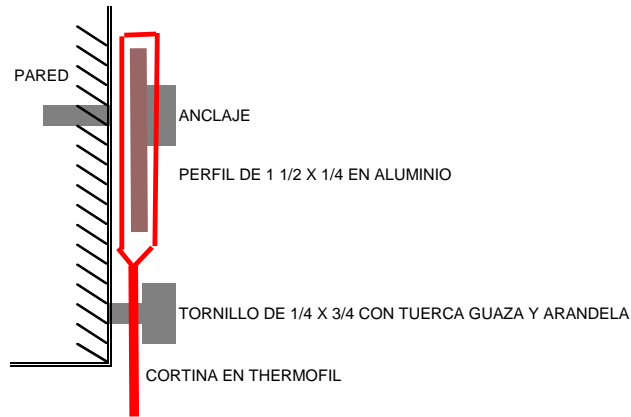 PARED
ANCLAJE
PERFIL DE 1 1/2 X 1/4 EN ALUMINIO
TORNILLO DE 1/4 X 3/4 CON TUERCA GUAZA Y ARANDELA
CORTINA EN THERMOFIL